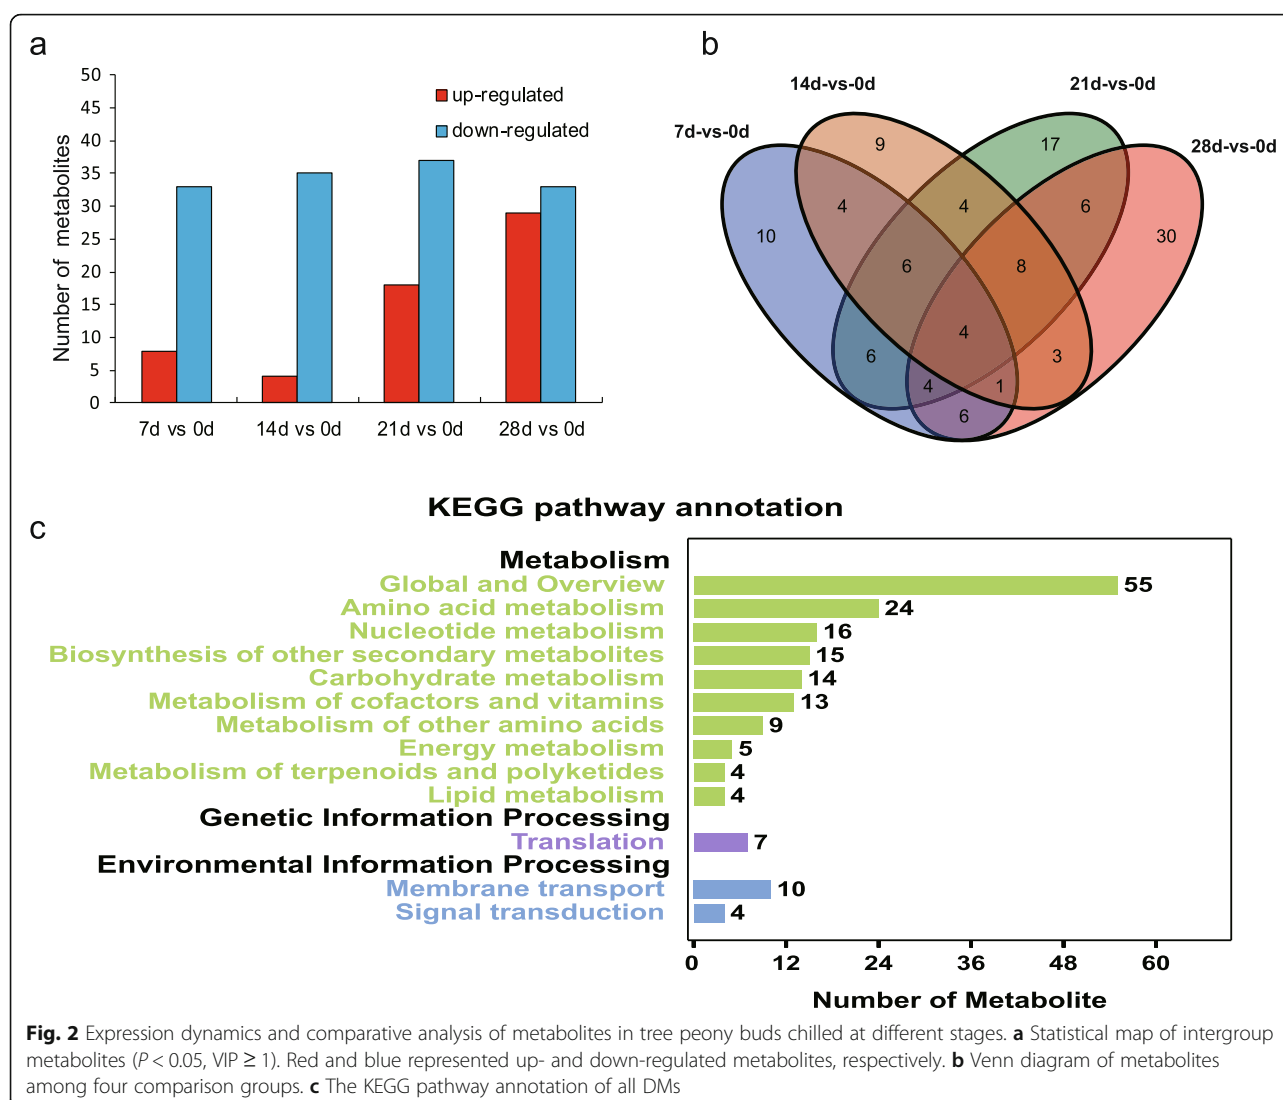 a
50
45
40
35
30
25
20
15
10
5
0
Number of metabolites
up-regulated
down-regulated
7d vs 0d
14d vs 0d
21d vs 0d
28d vs 0d
b
14d-vs-0d
21d-vs-0d
7d-vs-0d
28d-vs-0d
9
17
4
4
6
10
30
6
8
4
6
3
4
1
6
KEGG pathway annotation
c
Metabolism
Global and Overview 55
Amino acid metabolism 24
Nucleotide metabolism 16
Biosynthesis of other secondary metabolites 15
Carbohydrate metabolism 14
Metabolism of cofactors and vitamins 13
Metabolism of other amino acids 9
Energy metabolism 5
Metabolism of terpenoids and polyketides 4
Lipid metabolism 4
Genetic Information Processing
Translation 7
Environmental Information Processing
Membrane transport 10
Signal transduction 4
0 12 24 36 48 60
Number of Metabolite
Fig. 2 Expression dynamics and comparative analysis of metabolites in tree peony buds chilled at different stages. a Statistical map of intergroup
metabolites (P < 0.05, VIP ≥ 1). Red and blue represented up- and down-regulated metabolites, respectively. b Venn diagram of metabolites
among four comparison groups. c The KEGG pathway annotation of all DMs